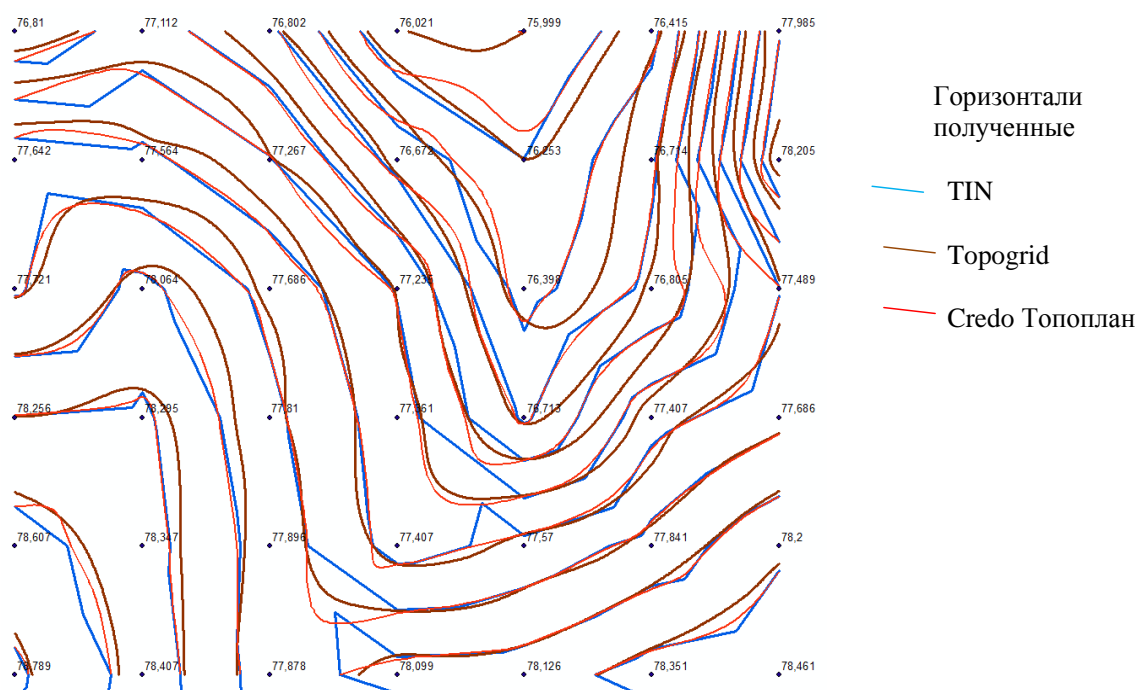 76,81 77,112 76,802 76,021 75,999 76,415 77,985
Горизонтали
полученные
77,642 77,564 77,267 76,672 76,253 76,714 78,205
TIN
Topogrid
77,721 78,064 77,686 77,235 76,398 76,805 77,489
Credo Топоплан
78,256 78,295 77,81 77,361 76,713 77,407 77,686
78,607 78,347 77,896 77,407 77,57 77,841 78,2
78,789 78,407 77,878 78,099 78,126 78,351 78,461